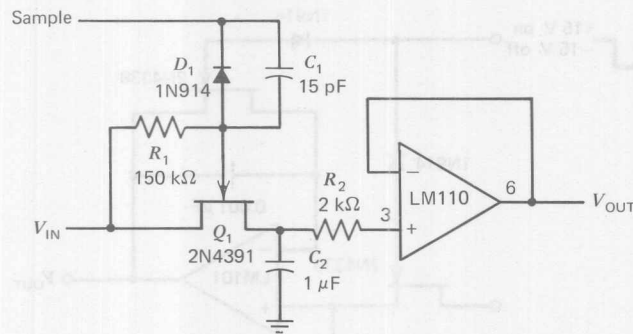 Sample
D1
1N914
C1
15 pF
R1
150 kΩ
R2
2 kΩ
LM110
6
VOUT
3
−
+
VIN
Q1
2N4391
C2
1 μF